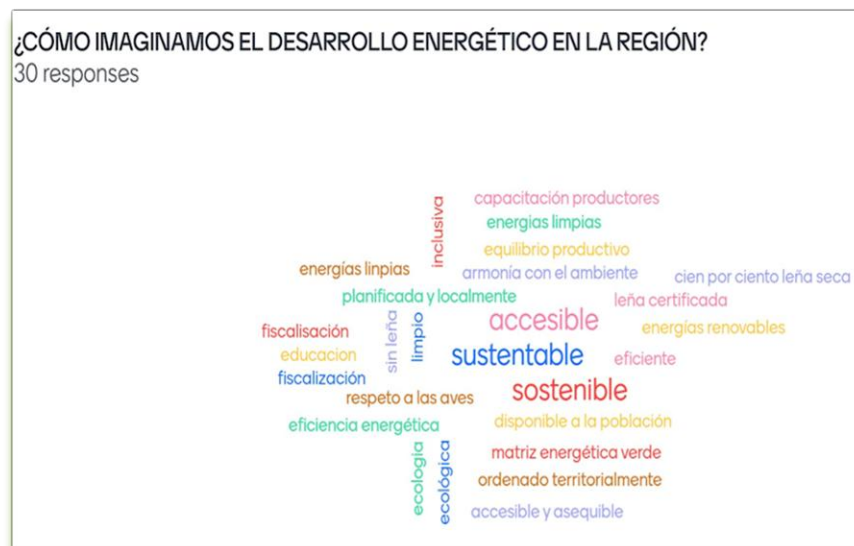 ¿CÓMO IMAGINAMOS EL DESARROLLO ENERGÉTICO EN LA REGIÓN?
30 responses
inclusiva
capacitación productores
energias limpias
equilibrio productivo
energías linpias
armonía con el ambiente
cien por ciento leña seca
planificada y localmente
leña certificada
fiscalisación
sin leña
limpio
accesible
energías renovables
educacion
sustentable
eficiente
fiscalización
respeto a las aves
sostenible
eficiencia energética
disponible a la población
ecologia
ecológica
matriz energética verde
ordenado territorialmente
accesible y asequible